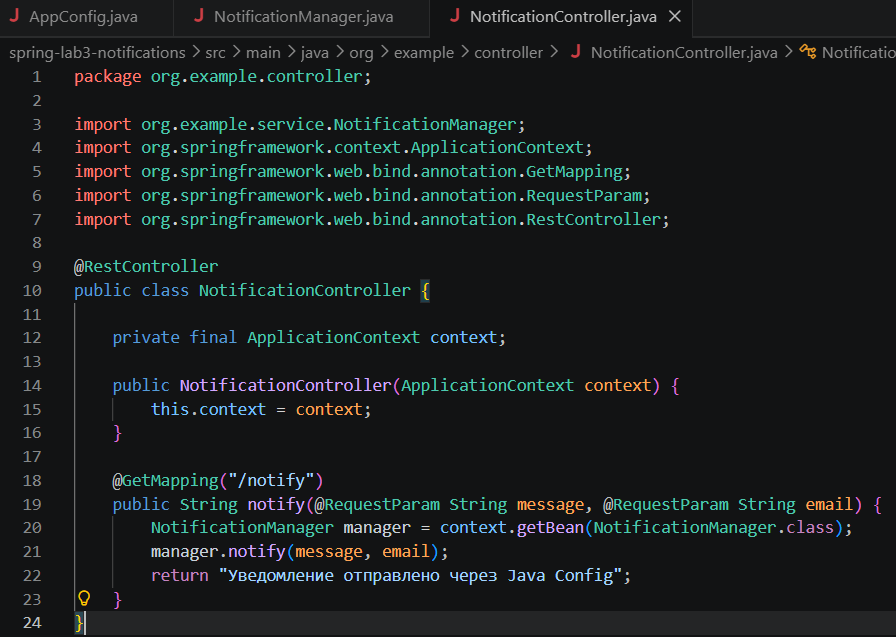 AppConfig.java
NotificationManager.java
NotificationController.java
spring-lab3-notifications > src > main > java > org > example > controller > NotificationController.java >
1 package org.example.controller;
2
3 import org.example.service.NotificationManager;
4 import org.springframework.context.ApplicationContext;
5 import org.springframework.web.bind.annotation.GetMapping;
6 import org.springframework.web.bind.annotation.RequestParam;
7 import org.springframework.web.bind.annotation.RestController;
8
9 @RestController
10 public class NotificationController {
11
12     private final ApplicationContext context;
13
14     public NotificationController(ApplicationContext context) {
15         this.context = context;
16     }
17
18     @GetMapping("/notify")
19     public String notify(@RequestParam String message, @RequestParam String email) {
20         NotificationManager manager = context.getBean(NotificationManager.class);
21         manager.notify(message, email);
22         return "Уведомление отправлено через Java Config";
23     }
24 }